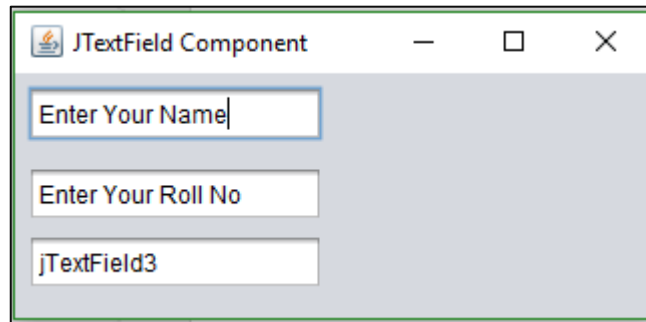 JTextField Component
Enter Your Name
Enter Your Roll No
jTextField3